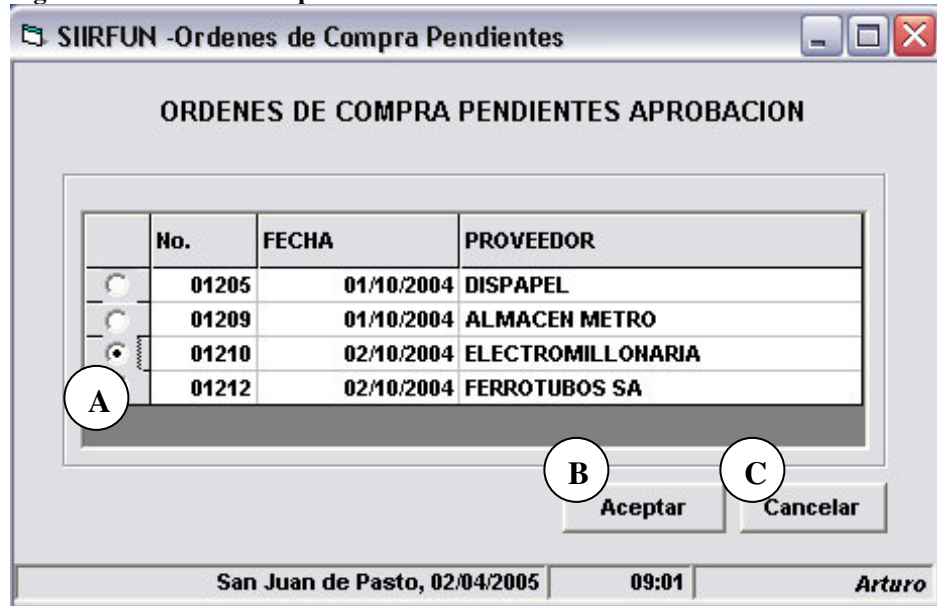 SIIRFUN -Ordenes de Compra Pendientes
ORDENES DE COMPRA PENDIENTES APROBACION
No. FECHA PROVEEDOR
01205 01/10/2004 DISPAPEL
01209 01/10/2004 ALMACEN METRO
01210 02/10/2004 ELECTROMILLONARIA
01212 02/10/2004 FERROTUBOS SA
A
B C
Aceptar Cancelar
San Juan de Pasto, 02/04/2005 09:01 Arturo